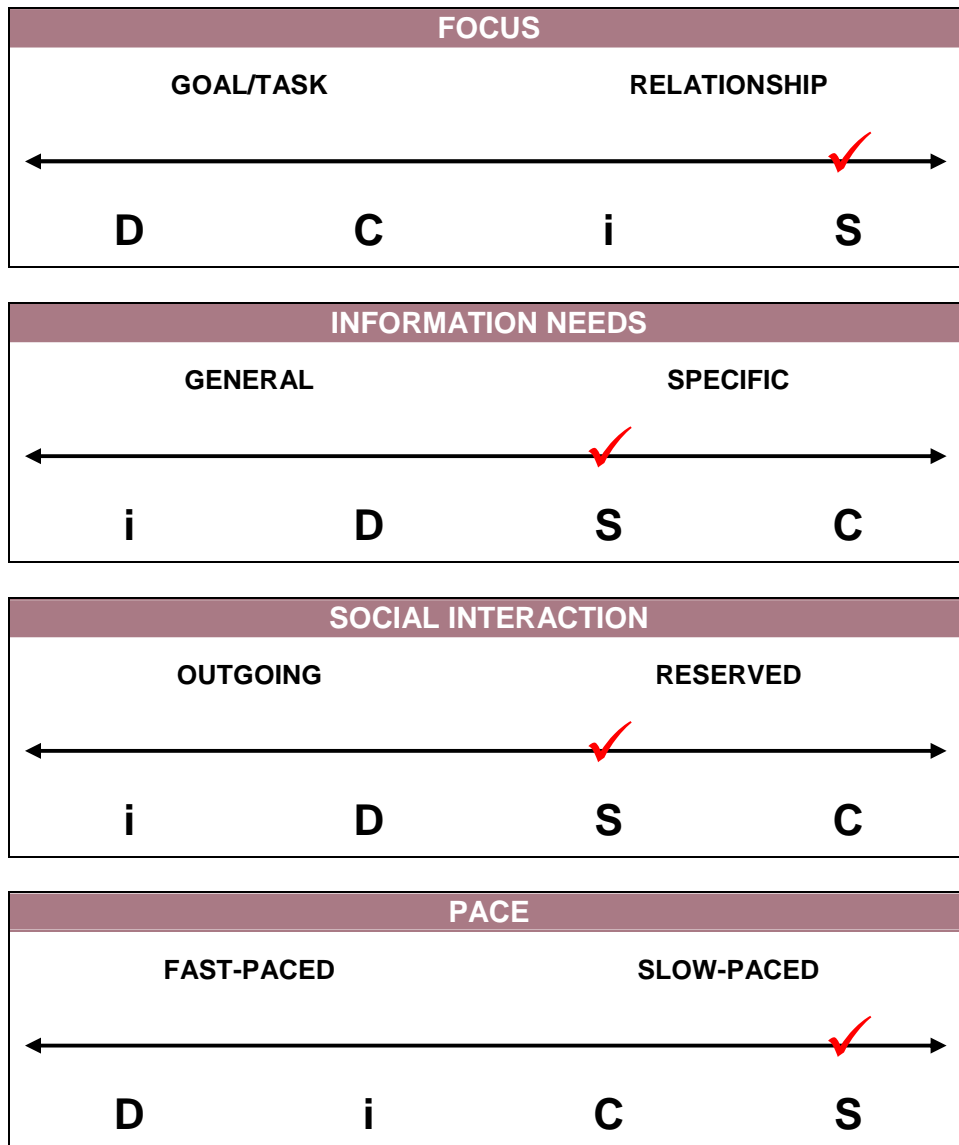 FOCUS
GOAL/TASK RELATIONSHIP
D C i S
INFORMATION NEEDS
GENERAL SPECIFIC
i D S C
SOCIAL INTERACTION
OUTGOING RESERVED
i D S C
PACE
FAST-PACED SLOW-PACED
D i C S